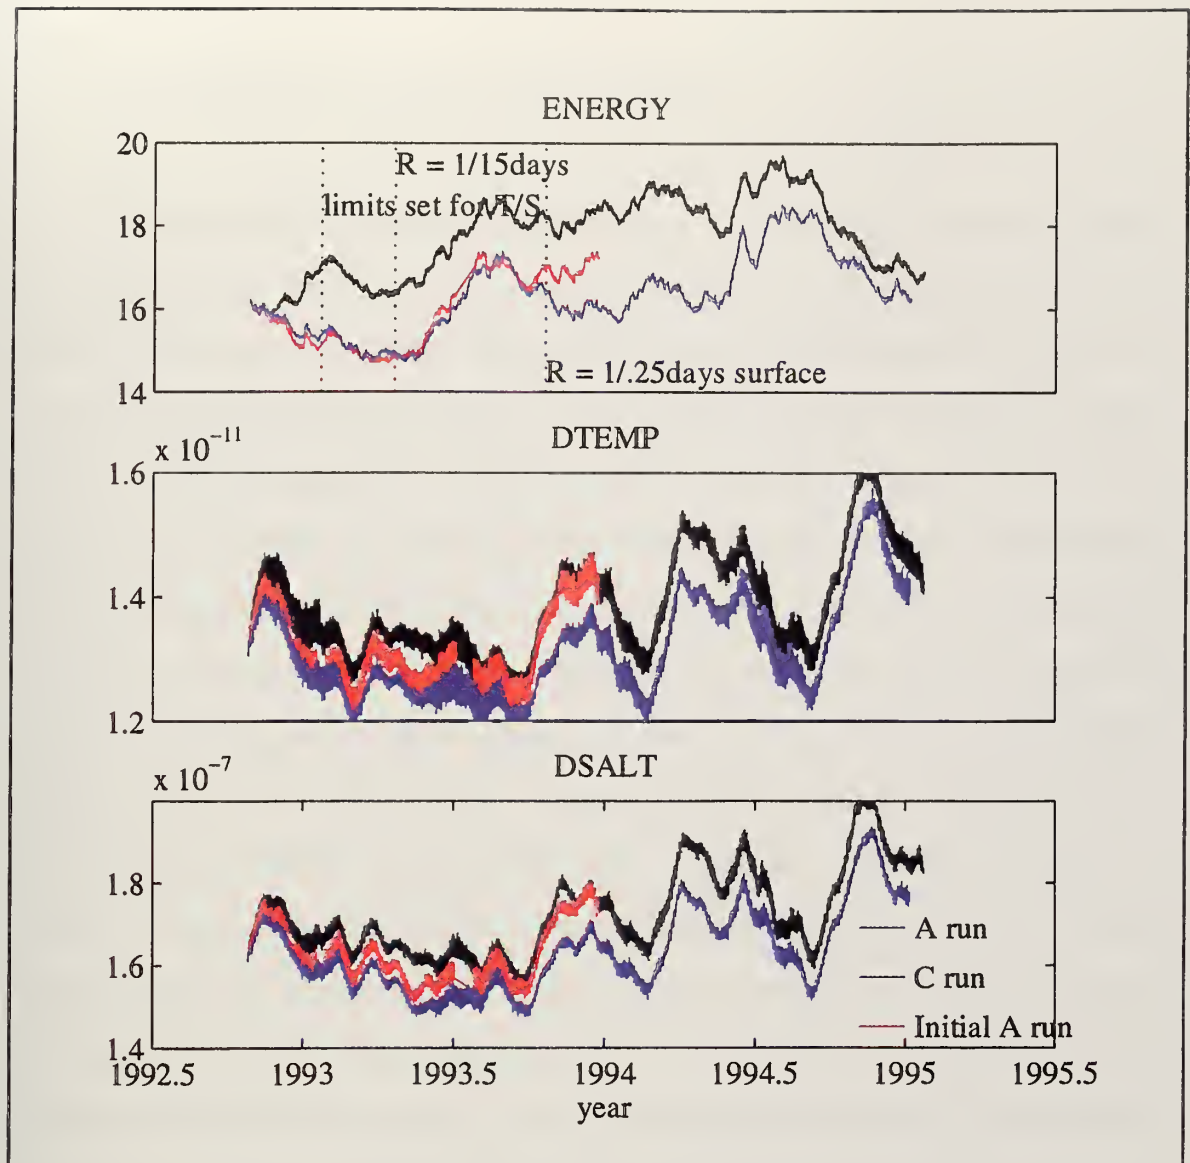 ENERGY
20
18
16
14
R = 1/15days
limits set for T/S
R = 1/.25days surface
x 10⁻¹¹
DTEMP
1.6
1.4
1.2
x 10⁻⁷
DSALT
1.8
1.6
1.4
A run
C run
Initial A run
1992.5 1993 1993.5 1994 1994.5 1995 1995.5
year